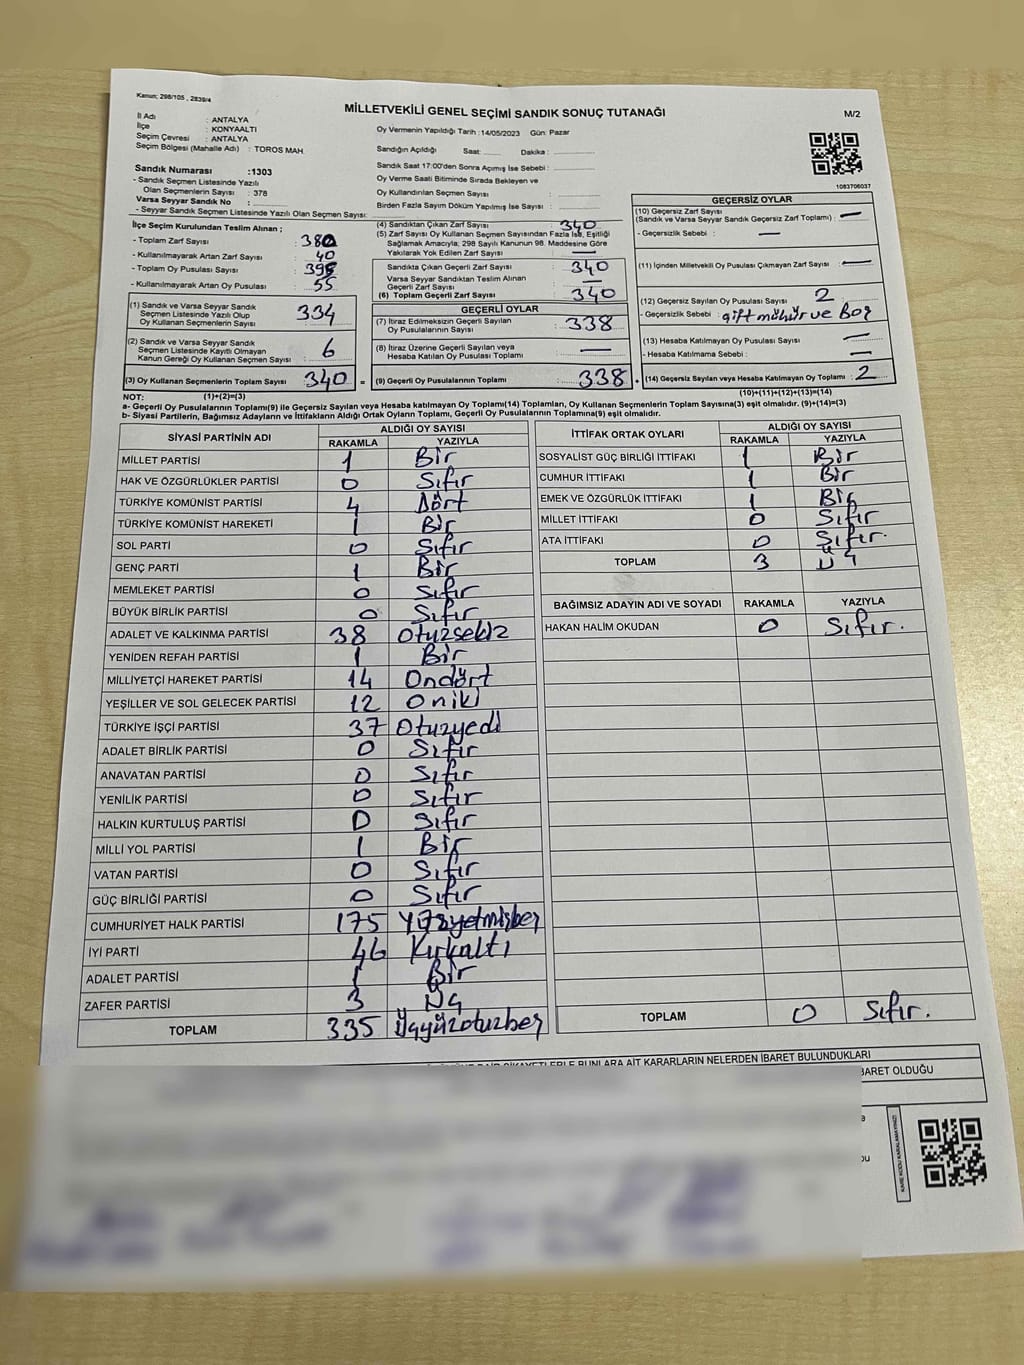 Kanun; 298/105 , 2839/4
MİLLETVEKİLİ GENEL SEÇİMİ SANDIK SONUÇ TUTANAĞI
M/2
İl Adı : ANTALYA
İlçe : KONYAALTI
Seçim Çevresi : ANTALYA
Seçim Bölgesi (Mahalle Adı) : TOROS MAH.
Oy Vermenin Yapıldığı Tarih : 14/05/2023 Gün: Pazar
Sandığın Açıldığı Saat: Dakika :
Sandık Saat 17:00'den Sonra Açımış İse Sebebi :
Oy Verme Saati Bitiminde Sırada Bekleyen ve
Oy Kullandırılan Seçmen Sayısı :
Birden Fazla Sayım Döküm Yapılmış İse Sayısı :
1083706037
Sandık Numarası :1303
- Sandık Seçmen Listesinde Yazılı
Olan Seçmenlerin Sayısı : 378
Varsa Seyyar Sandık No :
- Seyyar Sandık Seçmen Listesinde Yazılı Olan Seçmen Sayısı:
İlçe Seçim Kurulundan Teslim Alınan ;
- Toplam Zarf Sayısı : 380
- Kullanılmayarak Artan Zarf Sayısı : 40
- Toplam Oy Pusulası Sayısı : 395
- Kullanılmayarak Artan Oy Pusulası : 55
(1) Sandık ve Varsa Seyyar Sandık
Seçmen Listesinde Yazılı Olup
Oy Kullanan Seçmenlerin Sayısı : 334
(2) Sandık ve Varsa Seyyar Sandık
Seçmen Listesinde Kayıtlı Olmayan
Kanun Gereği Oy Kullanan Seçmen Sayısı : 6
(3) Oy Kullanan Seçmenlerin Toplam Sayısı : 340 =
(4) Sandıktan Çıkan Zarf Sayısı : 340
(5) Zarf Sayısı Oy Kullanan Seçmen Sayısından Fazla İse, Eşitliği
Sağlamak Amacıyla; 298 Sayılı Kanunun 98. Maddesine Göre
Yakılarak Yok Edilen Zarf Sayısı : —
Sandıkta Çıkan Geçerli Zarf Sayısı : 340
Varsa Seyyar Sandıktan Teslim Alınan
Geçerli Zarf Sayısı : —
(6) Toplam Geçerli Zarf Sayısı : 340
GEÇERLİ OYLAR
(7) İtiraz Edilmeksizin Geçerli Sayılan
Oy Pusulalarının Sayısı : 338
(8) İtiraz Üzerine Geçerli Sayılan veya
Hesaba Katılan Oy Pusulası Toplamı : —
(9) Geçerli Oy Pusulalarının Toplamı : 338
GEÇERSİZ OYLAR
(10) Geçersiz Zarf Sayısı
(Sandık ve Varsa Seyyar Sandık Geçersiz Zarf Toplamı) : —
- Geçersizlik Sebebi : —
(11) İçinden Milletvekili Oy Pusulası Çıkmayan Zarf Sayısı : —
(12) Geçersiz Sayılan Oy Pusulası Sayısı : 2
- Geçersizlik Sebebi : çift mühür ve Boş
(13) Hesaba Katılmayan Oy Pusulası Sayısı : —
- Hesaba Katılmama Sebebi : —
(14) Geçersiz Sayılan veya Hesaba Katılmayan Oy Toplamı : 2
NOT: (1)+(2)=(3) (10)+(11)+(12)+(13)=(14)
a- Geçerli Oy Pusulalarının Toplamı(9) ile Geçersiz Sayılan veya Hesaba katılmayan Oy Toplamı(14) Toplamları, Oy Kullanan Seçmenlerin Toplam Sayısına(3) eşit olmalıdır. (9)+(14)=(3)
b- Siyasi Partilerin, Bağımsız Adayların ve İttifakların Aldığı Ortak Oyların Toplamı, Geçerli Oy Pusulalarının Toplamına(9) eşit olmalıdır.
SİYASİ PARTİNİN ADI ALDIĞI OY SAYISI
RAKAMLA YAZIYLA
MİLLET PARTİSİ 1 Bir
HAK VE ÖZGÜRLÜKLER PARTİSİ 0 Sıfır
TÜRKİYE KOMÜNİST PARTİSİ 4 Dört
TÜRKİYE KOMÜNİST HAREKETİ 1 Bir
SOL PARTİ 0 Sıfır
GENÇ PARTİ 1 Bir
MEMLEKET PARTİSİ 0 Sıfır
BÜYÜK BİRLİK PARTİSİ 0 Sıfır
ADALET VE KALKINMA PARTİSİ 38 Otuzsekiz
YENİDEN REFAH PARTİSİ 1 Bir
MİLLİYETÇİ HAREKET PARTİSİ 14 Ondört
YEŞİLLER VE SOL GELECEK PARTİSİ 12 Oniki
TÜRKİYE İŞÇİ PARTİSİ 37 Otuzyedi
ADALET BİRLİK PARTİSİ 0 Sıfır
ANAVATAN PARTİSİ 0 Sıfır
YENİLİK PARTİSİ 0 Sıfır
HALKIN KURTULUŞ PARTİSİ 0 Sıfır
MİLLİ YOL PARTİSİ 1 Bir
VATAN PARTİSİ 0 Sıfır
GÜÇ BİRLİĞİ PARTİSİ 0 Sıfır
CUMHURİYET HALK PARTİSİ 175 Yüzyetmişbeş
İYİ PARTİ 46 Kırkaltı
ADALET PARTİSİ 1 Bir
ZAFER PARTİSİ 3 Üç
TOPLAM 335 Üçyüzotuzbeş
İTTİFAK ORTAK OYLARI ALDIĞI OY SAYISI
RAKAMLA YAZIYLA
SOSYALİST GÜÇ BİRLİĞİ İTTİFAKI 1 Bir
CUMHUR İTTİFAKI 1 Bir
EMEK VE ÖZGÜRLÜK İTTİFAKI 1 Bir
MİLLET İTTİFAKI 0 Sıfır
ATA İTTİFAKI 0 Sıfır.
TOPLAM 3 Üç
BAĞIMSIZ ADAYIN ADI VE SOYADI RAKAMLA YAZIYLA
HAKAN HALİM OKUDAN 0 Sıfır.
TOPLAM 0 Sıfır.
KARARLARIN NELERDEN İBARET BULUNDUKLARI
BARET OLDUĞU